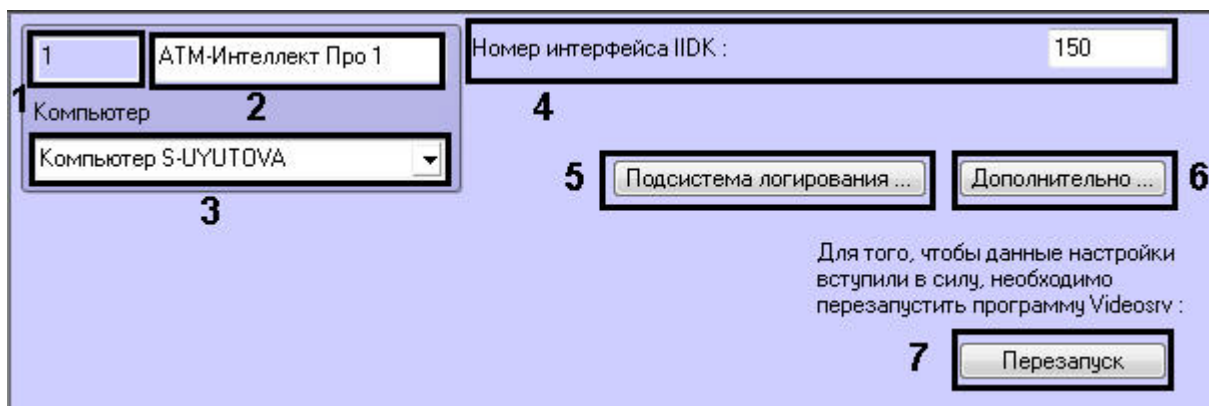 1 АТМ-Интеллект Про 1
Номер интерфейса IIDK : 150
1
2
4
Компьютер
Компьютер S-UYUTOVA
3
5 Подсистема логирования ... Дополнительно ... 6
Для того, чтобы данные настройки
вступили в силу, необходимо
перезапустить программу Videosrv :
7 Перезапуск